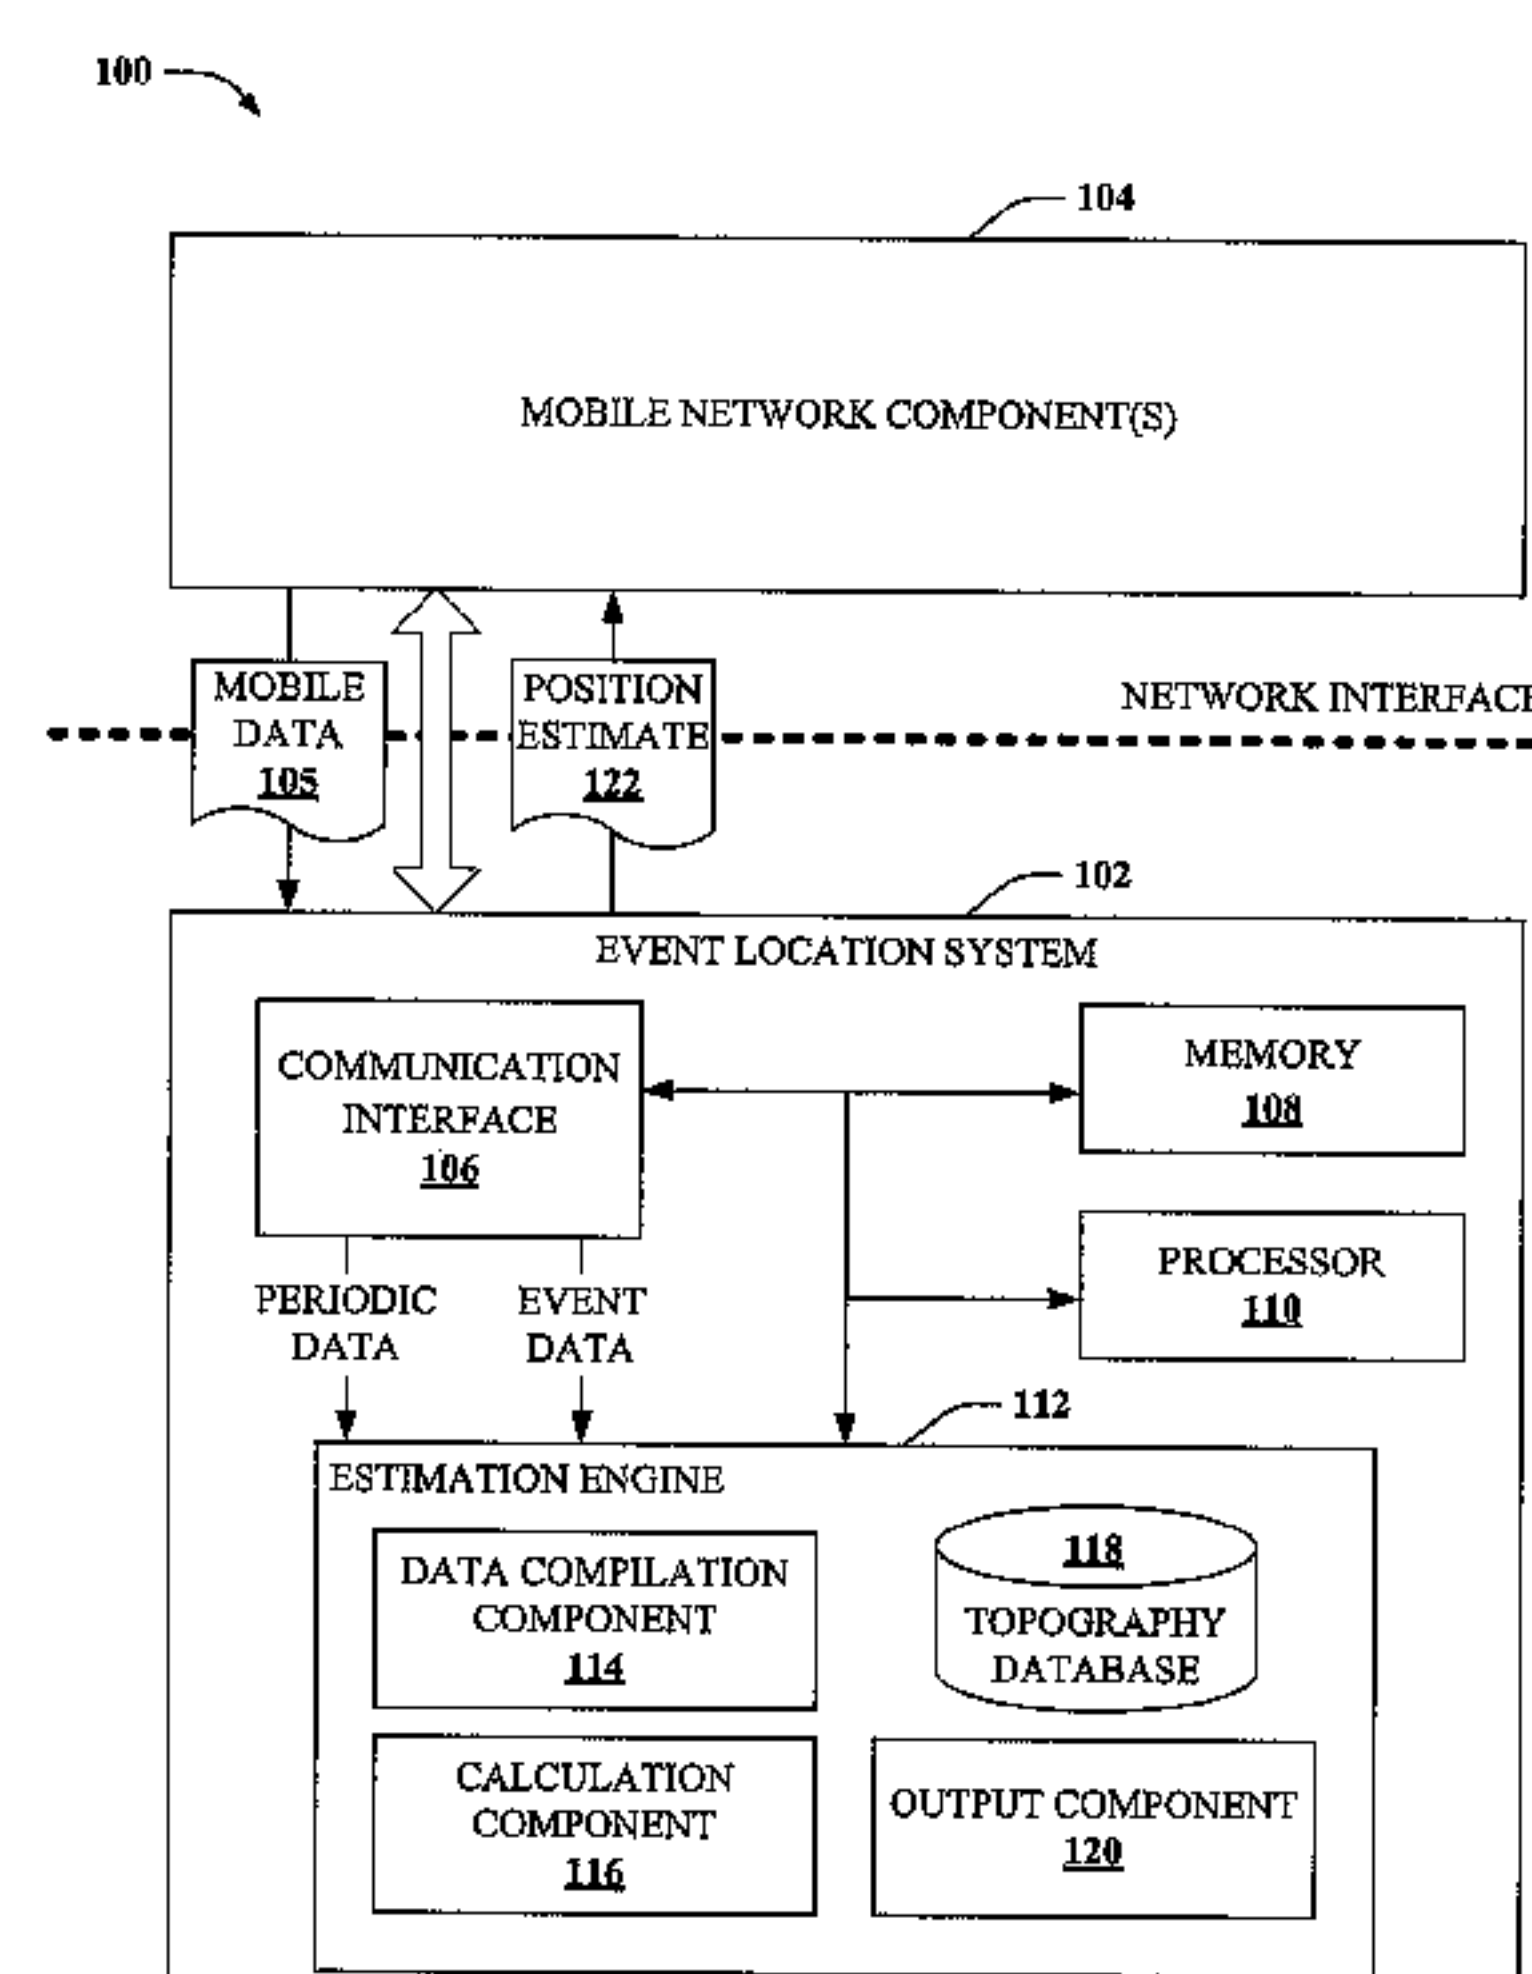 100
104
MOBILE NETWORK COMPONENT(S)
MOBILE
DATA
105
POSITION
ESTIMATE
122
NETWORK INTERFACE
102
EVENT LOCATION SYSTEM
COMMUNICATION
INTERFACE
106
MEMORY
108
PROCESSOR
110
PERIODIC
DATA
EVENT
DATA
112
ESTIMATION ENGINE
DATA COMPILATION
COMPONENT
114
118
TOPOGRAPHY
DATABASE
CALCULATION
COMPONENT
116
OUTPUT COMPONENT
120